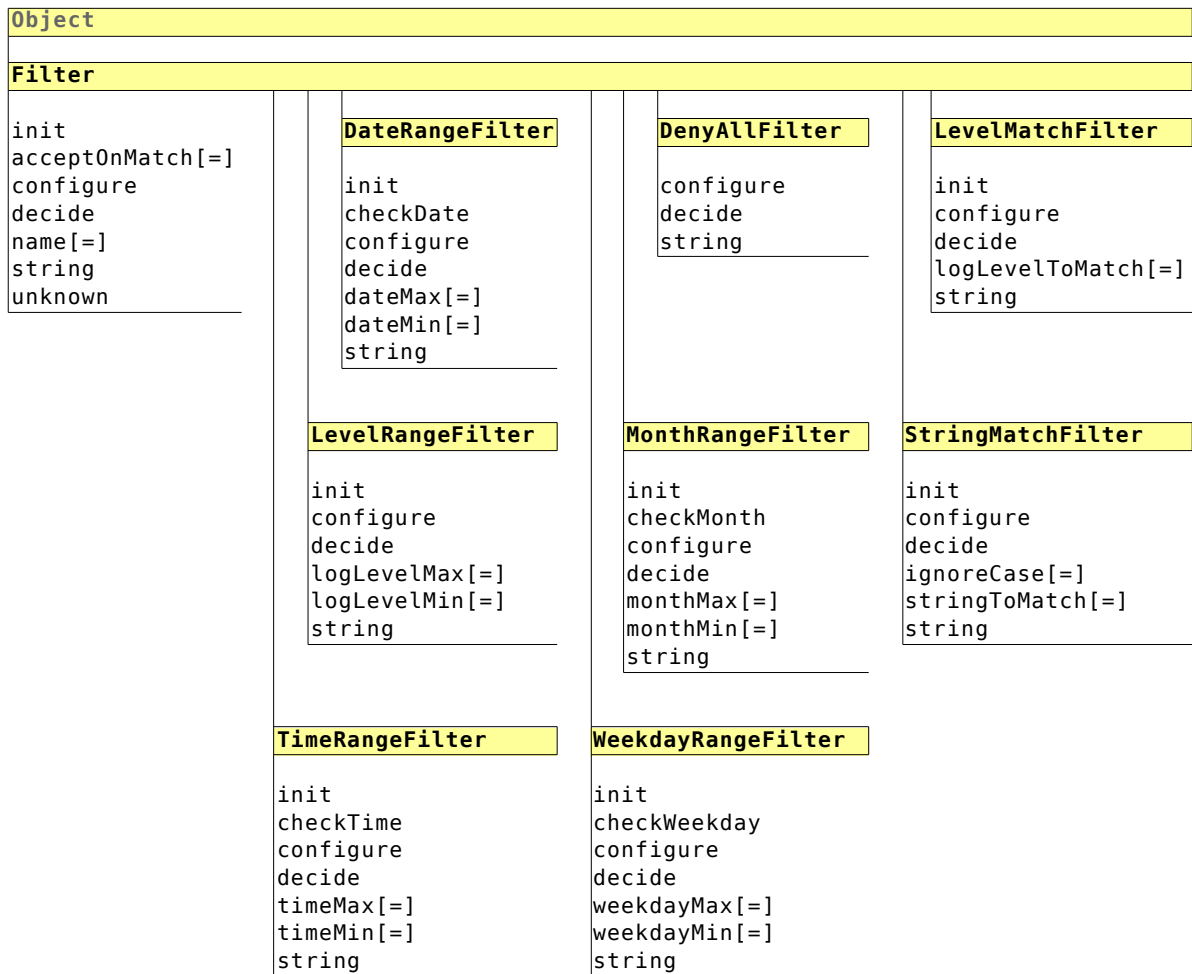 Object
Filter
init
acceptOnMatch[=]
configure
decide
name[=]
string
unknown
DateRangeFilter
init
checkDate
configure
decide
dateMax[=]
dateMin[=]
string
DenyAllFilter
configure
decide
string
LevelMatchFilter
init
configure
decide
logLevelToMatch[=]
string
LevelRangeFilter
init
configure
decide
logLevelMax[=]
logLevelMin[=]
string
MonthRangeFilter
init
checkMonth
configure
decide
monthMax[=]
monthMin[=]
string
StringMatchFilter
init
configure
decide
ignoreCase[=]
stringToMatch[=]
string
TimeRangeFilter
init
checkTime
configure
decide
timeMax[=]
timeMin[=]
string
WeekdayRangeFilter
init
checkWeekday
configure
decide
weekdayMax[=]
weekdayMin[=]
string